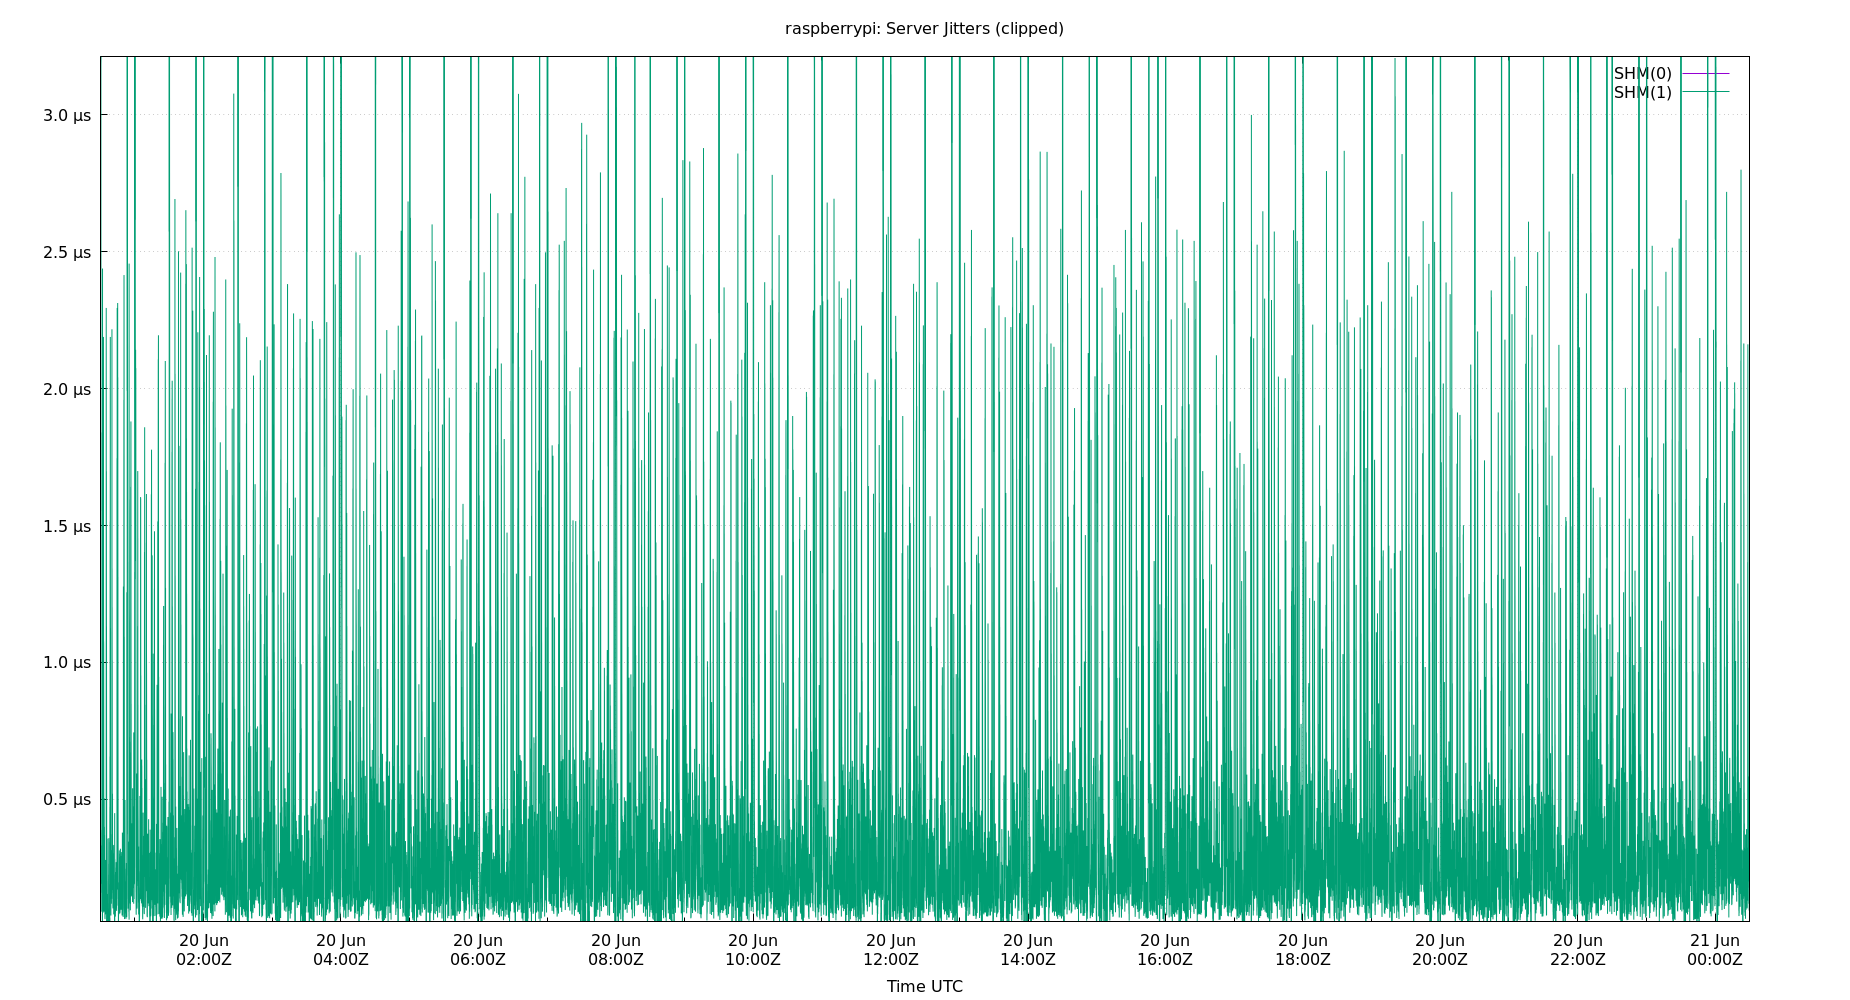 raspberrypi: Server Jitters (clipped)
SHM(0)
SHM(1)
3.0 µs
2.5 µs
2.0 µs
1.5 µs
1.0 µs
0.5 µs
20 Jun 20 Jun 20 Jun 20 Jun 20 Jun 20 Jun 20 Jun 20 Jun 20 Jun 20 Jun 20 Jun 21 Jun
02:00Z 04:00Z 06:00Z 08:00Z 10:00Z 12:00Z 14:00Z 16:00Z 18:00Z 20:00Z 22:00Z 00:00Z
Time UTC